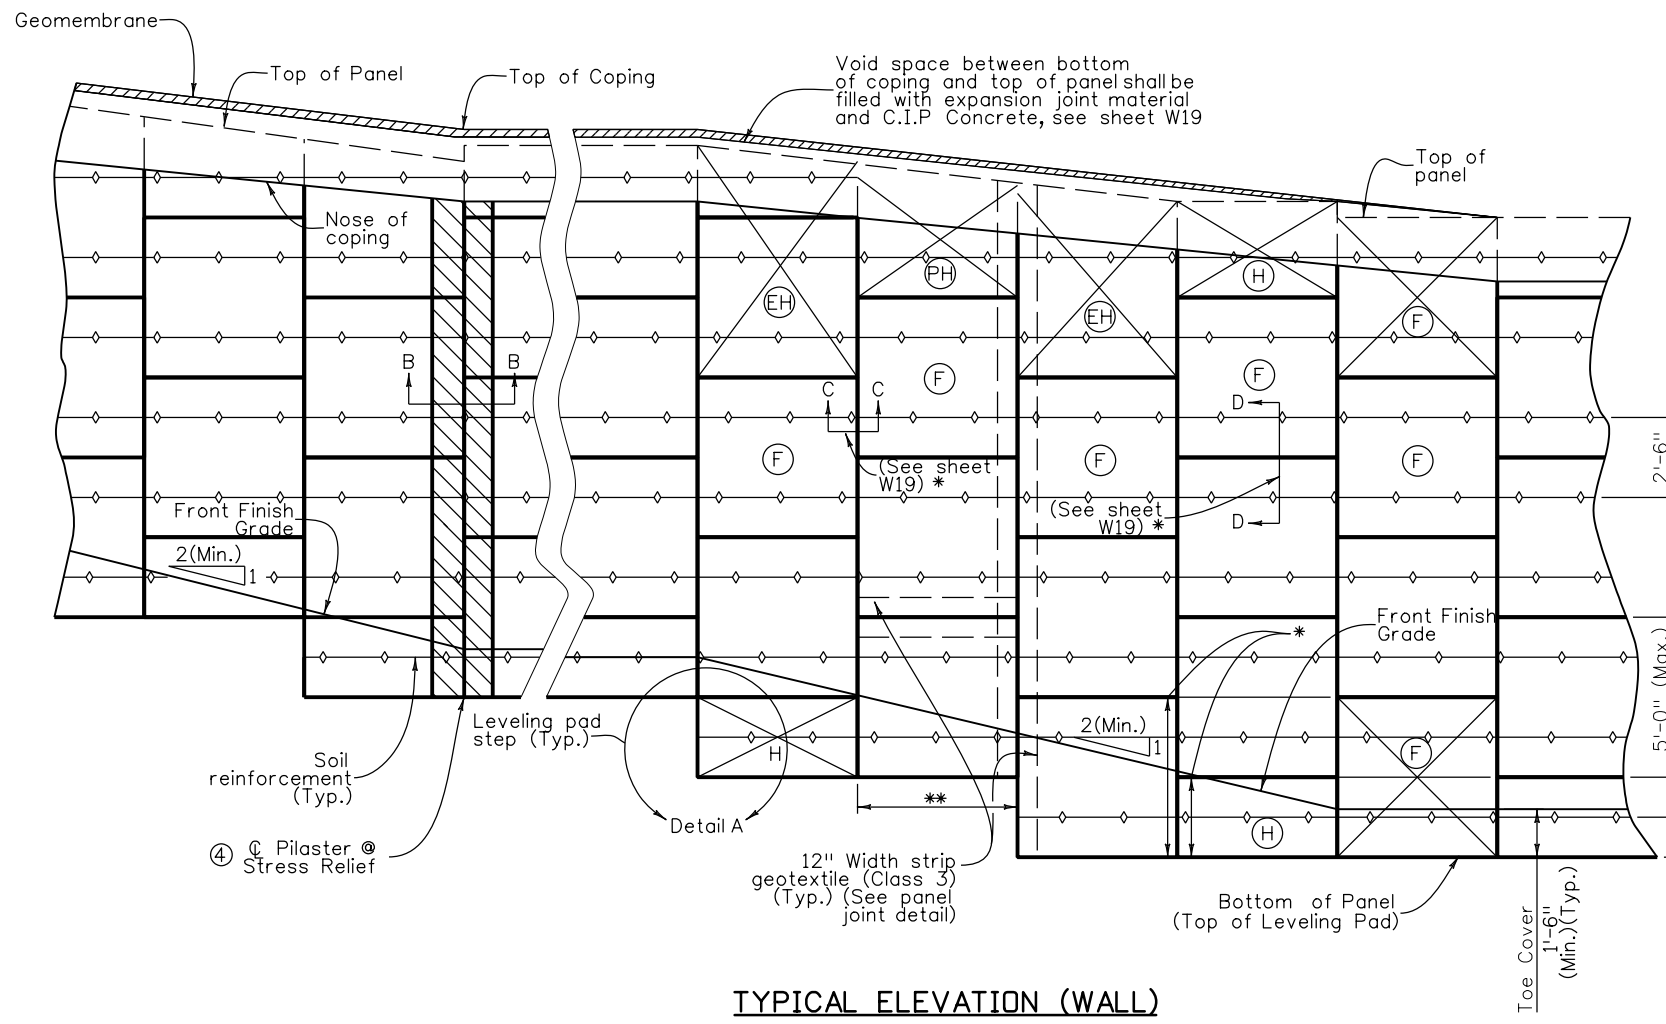 Geomembrane
Top of Panel
Top of Coping
Void space between bottom
of coping and top of panel shall be
filled with expansion joint material
and C.I.P Concrete, see sheet W19
Top of
panel
Nose of
coping
PH
H
EH
EH
F
B
B
F
F
C
C
D
F
F
F
(See sheet
W19) *
2'-6"
Front Finish
Grade
(See sheet
W19) *
D
2(Min.)
1
Front Finish
Grade
*
5'-0" (Max.)
Leveling pad
step (Typ.)
2(Min.)
1
H
F
Soil
reinforcement
(Typ.)
**
Detail A
H
4 ℄ Pilaster @
Stress Relief
12" Width strip
geotextile (Class 3)
(Typ.) (See panel
joint detail)
Bottom of Panel
(Top of Leveling Pad)
Toe Cover
1'-6"
(Min.)(Typ.)
TYPICAL ELEVATION (WALL)